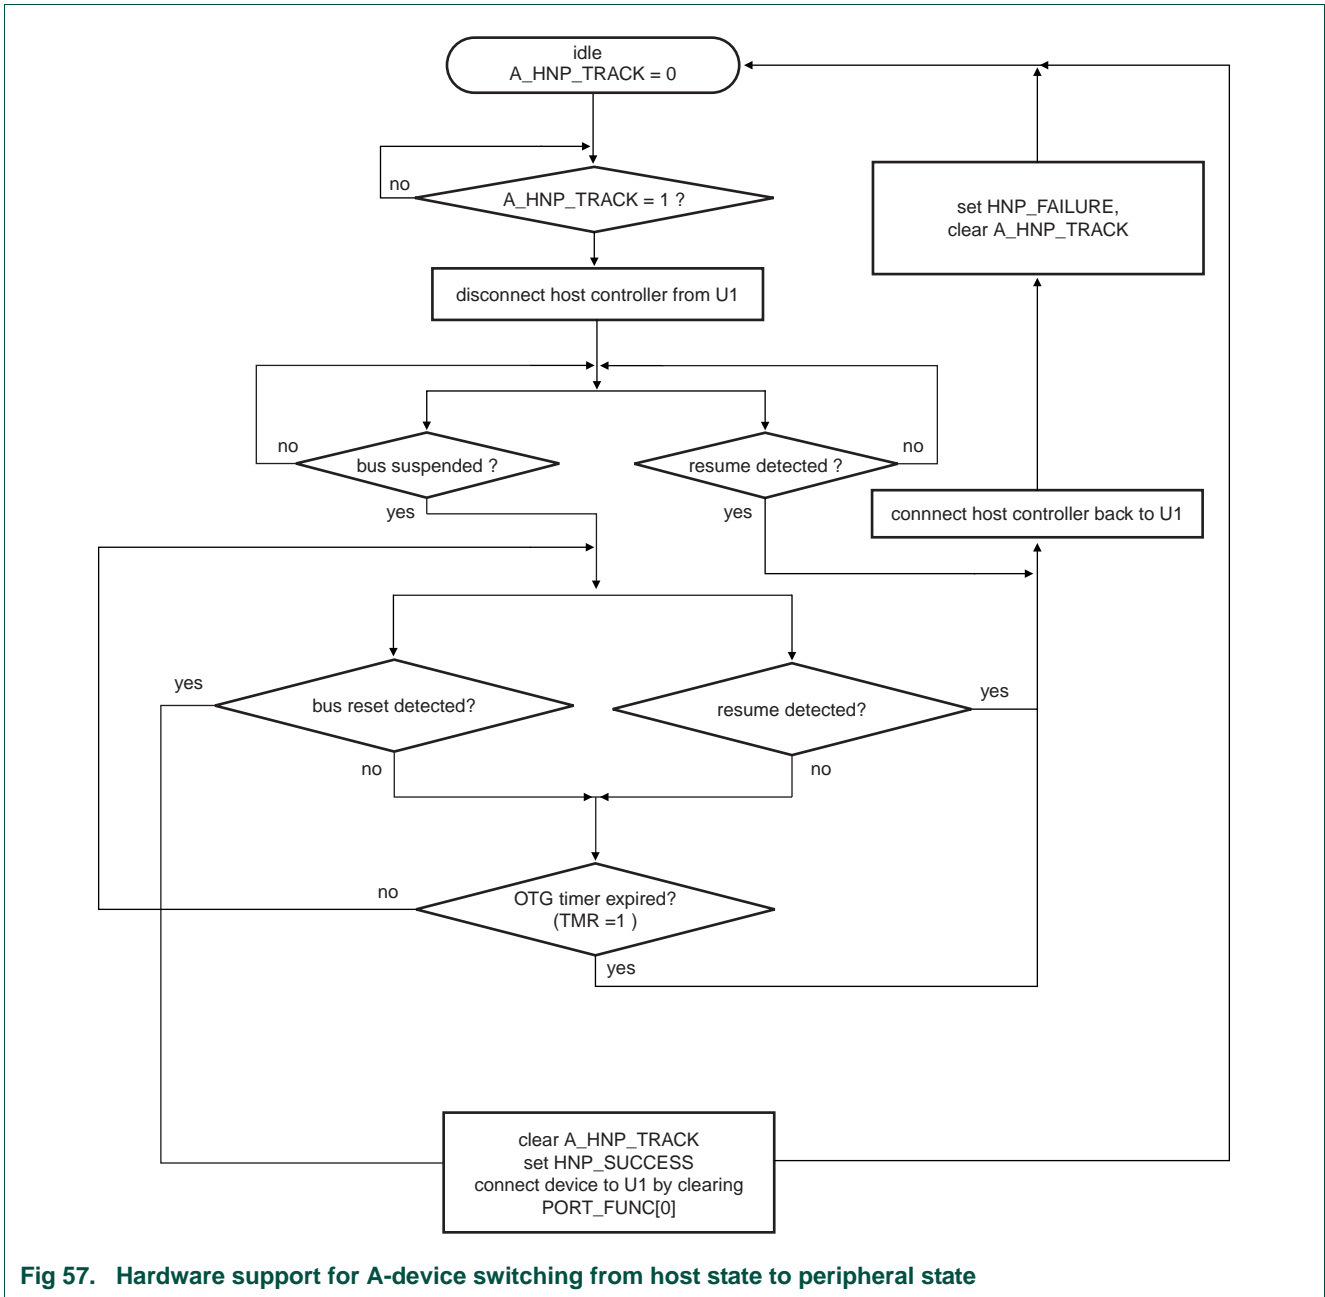 idle
A_HNP_TRACK = 0
no
A_HNP_TRACK = 1 ?
set HNP_FAILURE,
clear A_HNP_TRACK
disconnect host controller from U1
no
bus suspended ?
resume detected ?
no
yes
yes
connnect host controller back to U1
yes
bus reset detected?
resume detected?
yes
no
no
no
OTG timer expired?
(TMR =1 )
yes
clear A_HNP_TRACK
set HNP_SUCCESS
connect device to U1 by clearing
PORT_FUNC[0]
Fig 57. Hardware support for A-device switching from host state to peripheral state